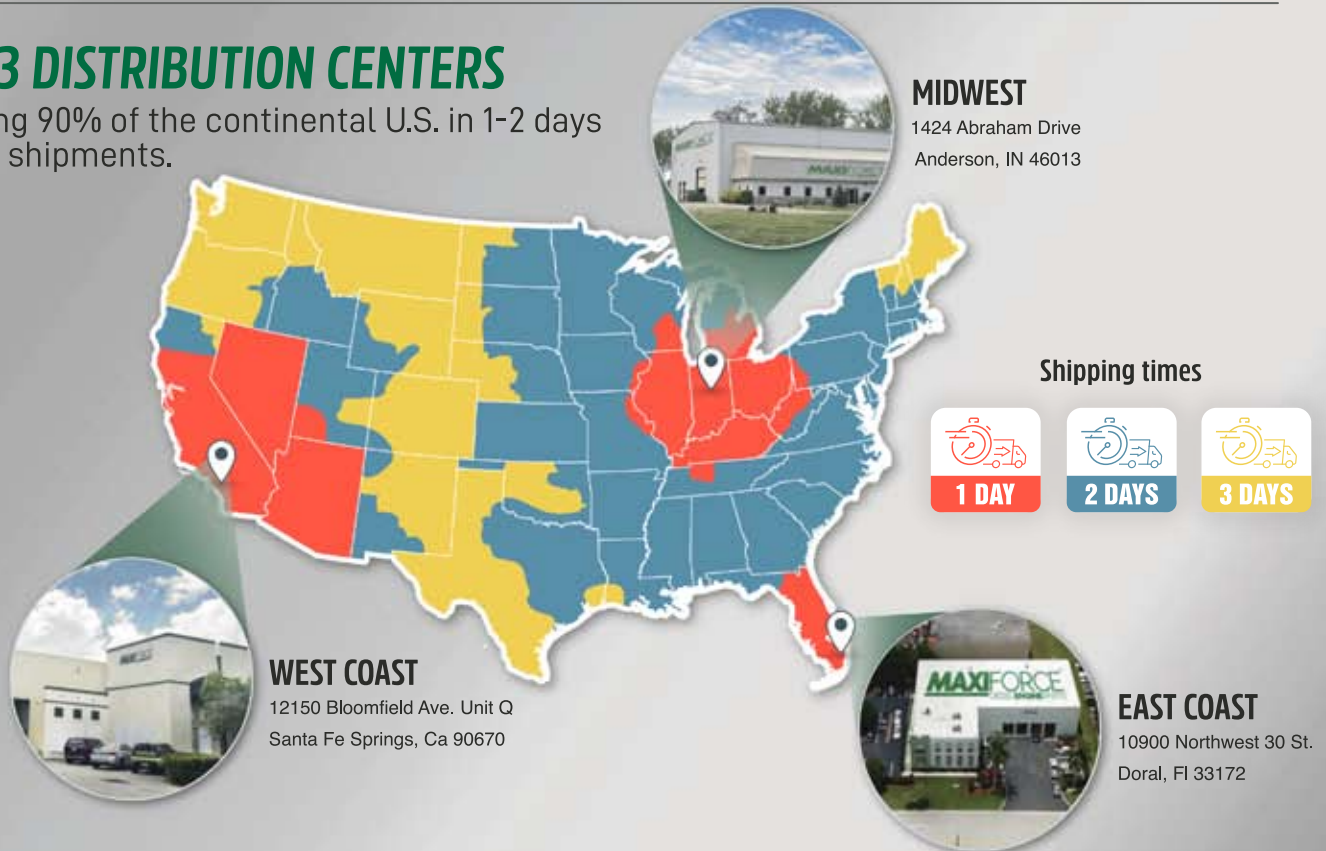 3 DISTRIBUTION CENTERS
ng 90% of the continental U.S. in 1-2 days
shipments.
MIDWEST
1424 Abraham Drive
Anderson, IN 46013
MAXIFORCE
Shipping times
1 DAY
2 DAYS
3 DAYS
WEST COAST
12150 Bloomfield Ave. Unit Q
Santa Fe Springs, Ca 90670
MAXIFORCE
EAST COAST
10900 Northwest 30 St.
Doral, Fl 33172